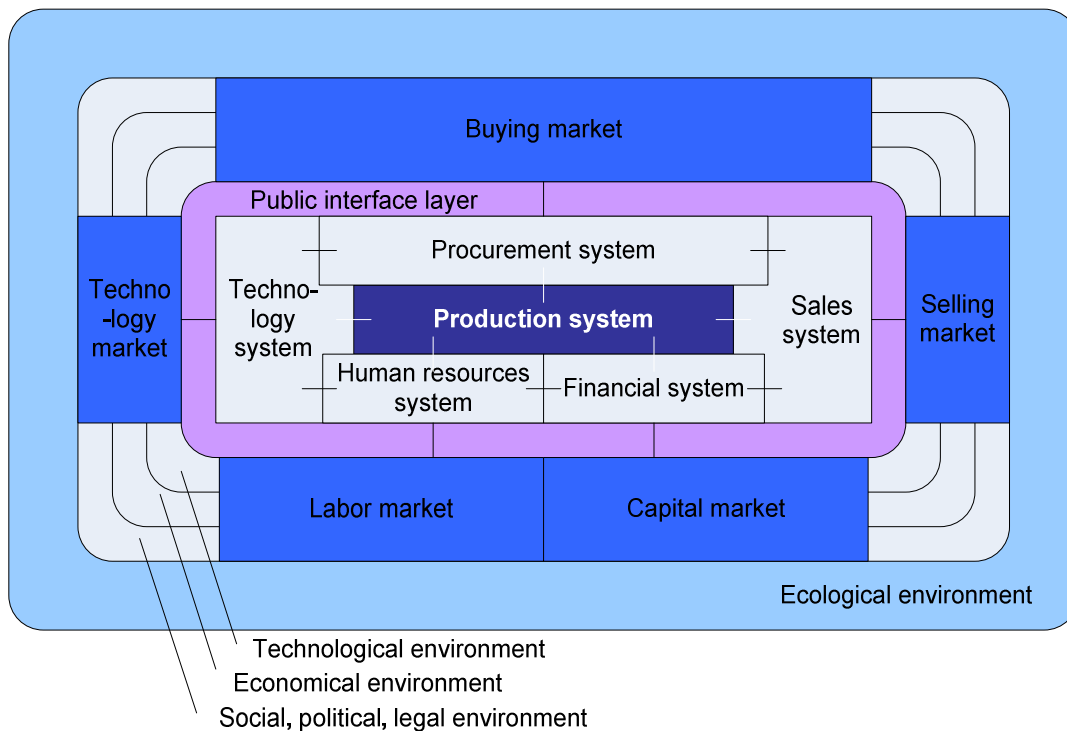 Buying market
Public interface layer
Procurement system
Techno
-logy
market
Techno-
logy
system
Production system
Sales
system
Selling
market
Human resources
system
Financial system
Labor market
Capital market
Ecological environment
Technological environment
Economical environment
Social, political, legal environment